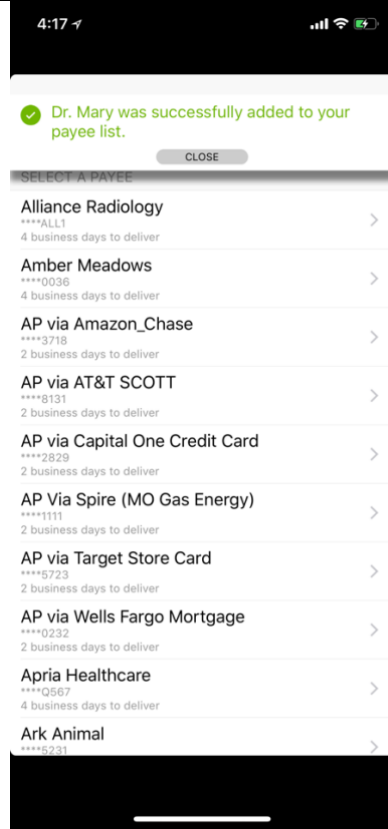 4:17
Dr. Mary was successfully added to your
payee list.
CLOSE
SELECT A PAYEE
Alliance Radiology
****ALL1
4 business days to deliver
Amber Meadows
****0036
4 business days to deliver
AP via Amazon_Chase
****3718
2 business days to deliver
AP via AT&T SCOTT
****8131
2 business days to deliver
AP via Capital One Credit Card
****2829
2 business days to deliver
AP Via Spire (MO Gas Energy)
****1111
2 business days to deliver
AP via Target Store Card
****5723
2 business days to deliver
AP via Wells Fargo Mortgage
****0232
2 business days to deliver
Apria Healthcare
****Q567
4 business days to deliver
Ark Animal
****5231